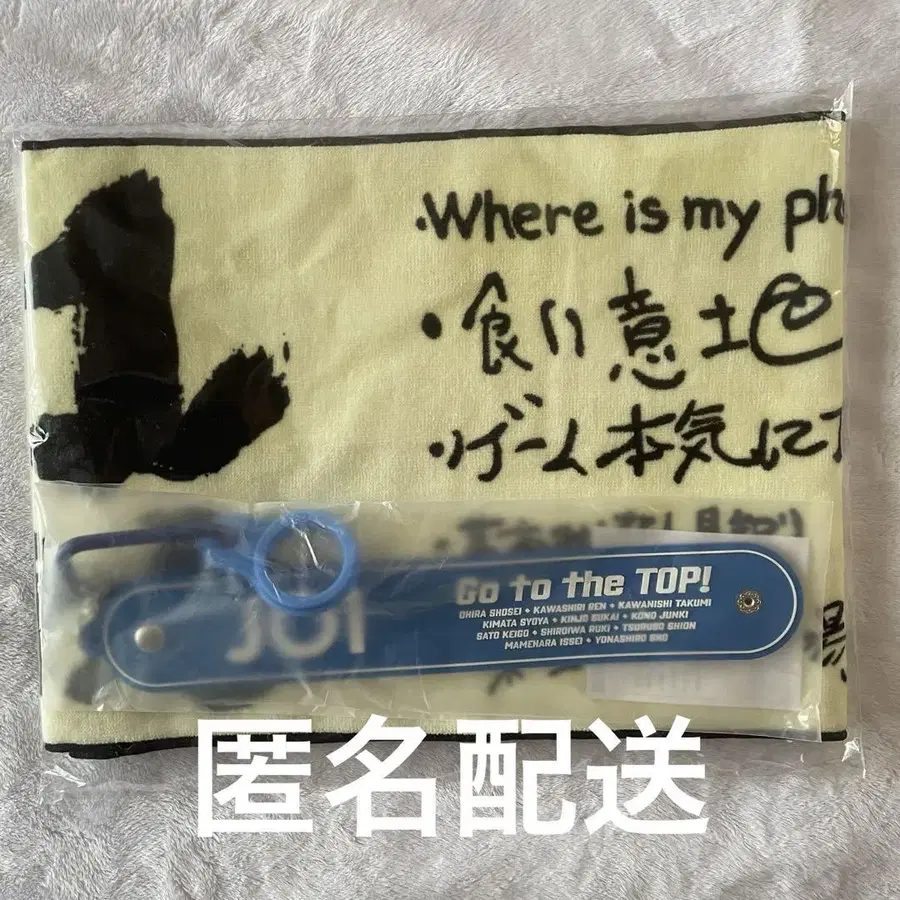 ・Where is my
・食い意地
・ゲーム本気に
JO1
Go to the TOP!
OHIRA SHOSEI ◆ KAWASHIRI REN ◆ KAWANISHI TAKUMI
KIMATA SYOYA ◆ KINJO SUKAI ◆ KONO JUNKI
SATO KEIGO ◆ SHIROIWA RUKI ◆ TSURUBO SHION
MAMEHARA ISSEI ◆ YONASHIRO SHO
匿名配送